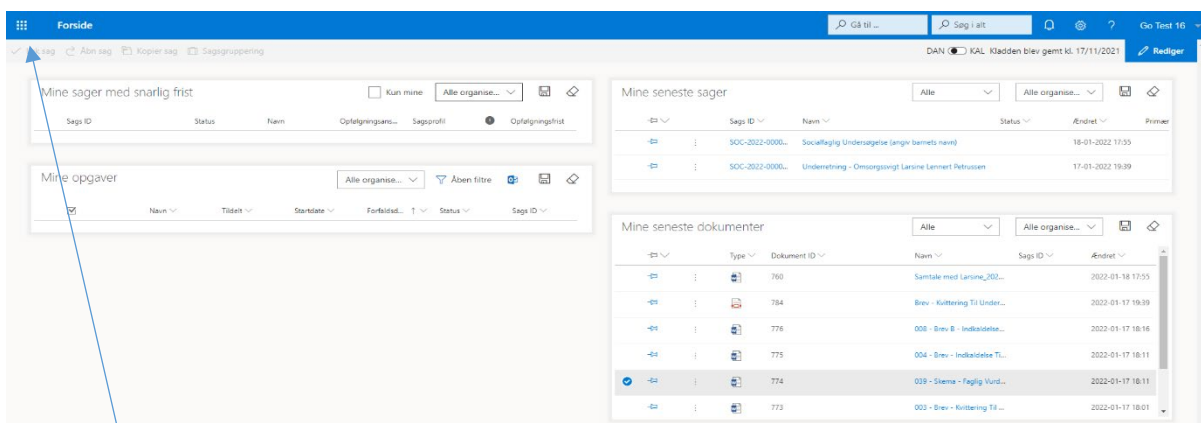 Forside
Gå til ...
Søg i alt
Go Test 16
sag
Åbn sag
Kopier sag
Sagsgruppering
DAN KAL Kladden blev gemt kl. 17/11/2021
Rediger
Mine sager med snarlig frist
Kun mine
Alle organise...
Sags ID
Status
Navn
Opfølgningsans...
Sagsprofil
Opfølgningsfrist
Mine opgaver
Alle organise...
Åben filtre
Navn
Tildelt
Startdate
Forfaldsd...
Status
Sags ID
Mine seneste sager
Alle
Alle organise...
Sags ID
Navn
Status
Ændret
Primær
SOC-2022-0000...
Socialfaglig Undersøgelse (angiv barnets navn)
18-01-2022 17:55
SOC-2022-0000...
Underretning - Omsorgssvigt Larsine Lennert Petrussen
17-01-2022 19:39
Mine seneste dokumenter
Alle
Alle organise...
Type
Dokument ID
Navn
Sags ID
Ændret
760
Samtale med Larsine_202...
2022-01-18 17:55
784
Brev - Kvittering Til Under...
2022-01-17 19:39
776
008 - Brev B - Indkaldelse...
2022-01-17 18:16
775
004 - Brev - Indkaldelse Ti...
2022-01-17 18:11
774
039 - Skema - Faglig Vurd...
2022-01-17 18:11
773
003 - Brev - Kvittering Til ...
2022-01-17 18:01